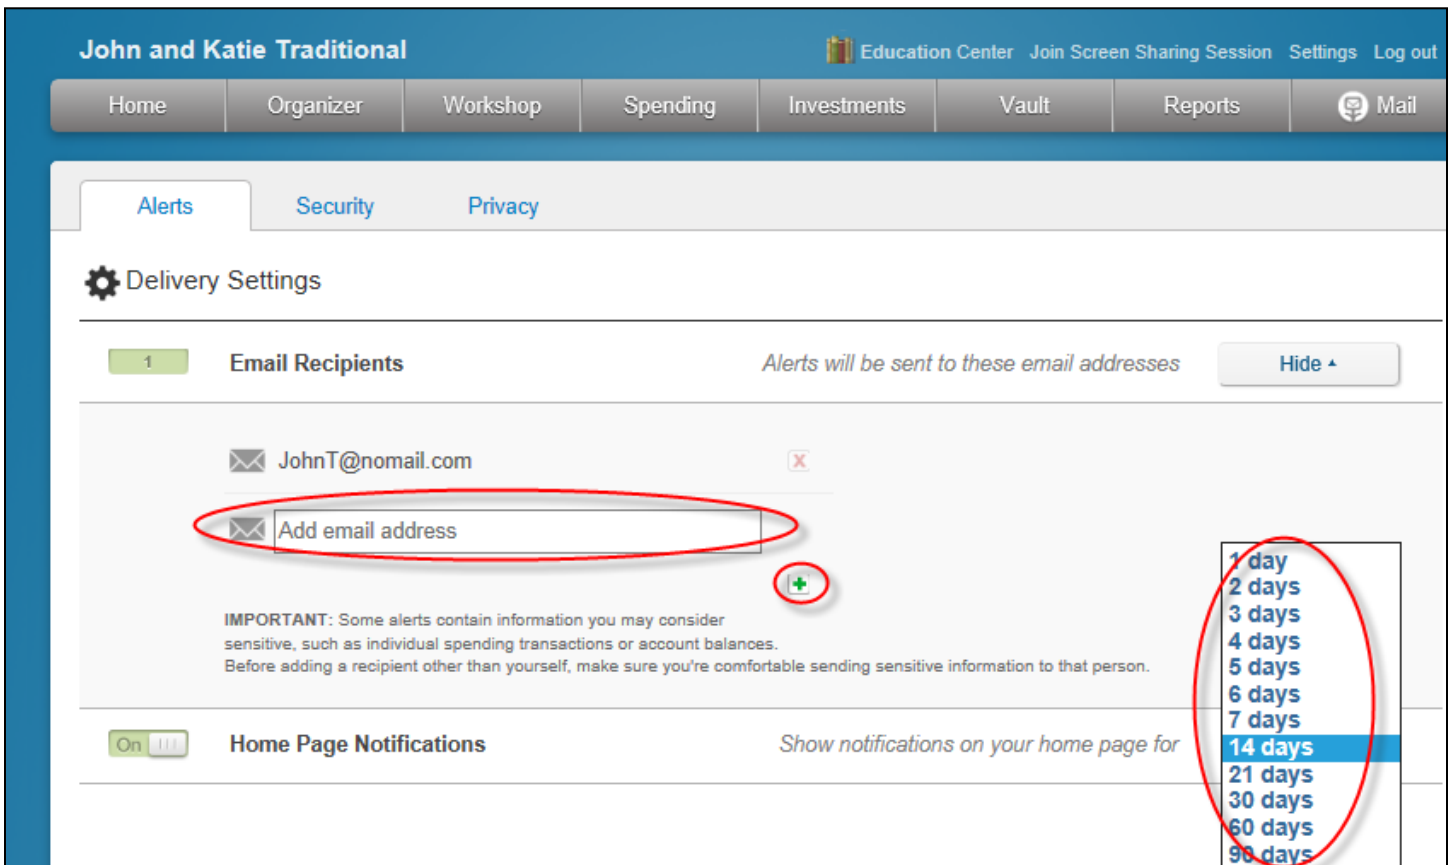 John and Katie Traditional
Education Center Join Screen Sharing Session Settings Log out
Home Organizer Workshop Spending Investments Vault Reports Mail
Alerts Security Privacy
Delivery Settings
1 Email Recipients Alerts will be sent to these email addresses Hide
JohnT@nomail.com
Add email address
IMPORTANT: Some alerts contain information you may consider
sensitive, such as individual spending transactions or account balances.
Before adding a recipient other than yourself, make sure you're comfortable sending sensitive information to that person.
On Home Page Notifications Show notifications on your home page for
1 day
2 days
3 days
4 days
5 days
6 days
7 days
14 days
21 days
30 days
60 days
90 days